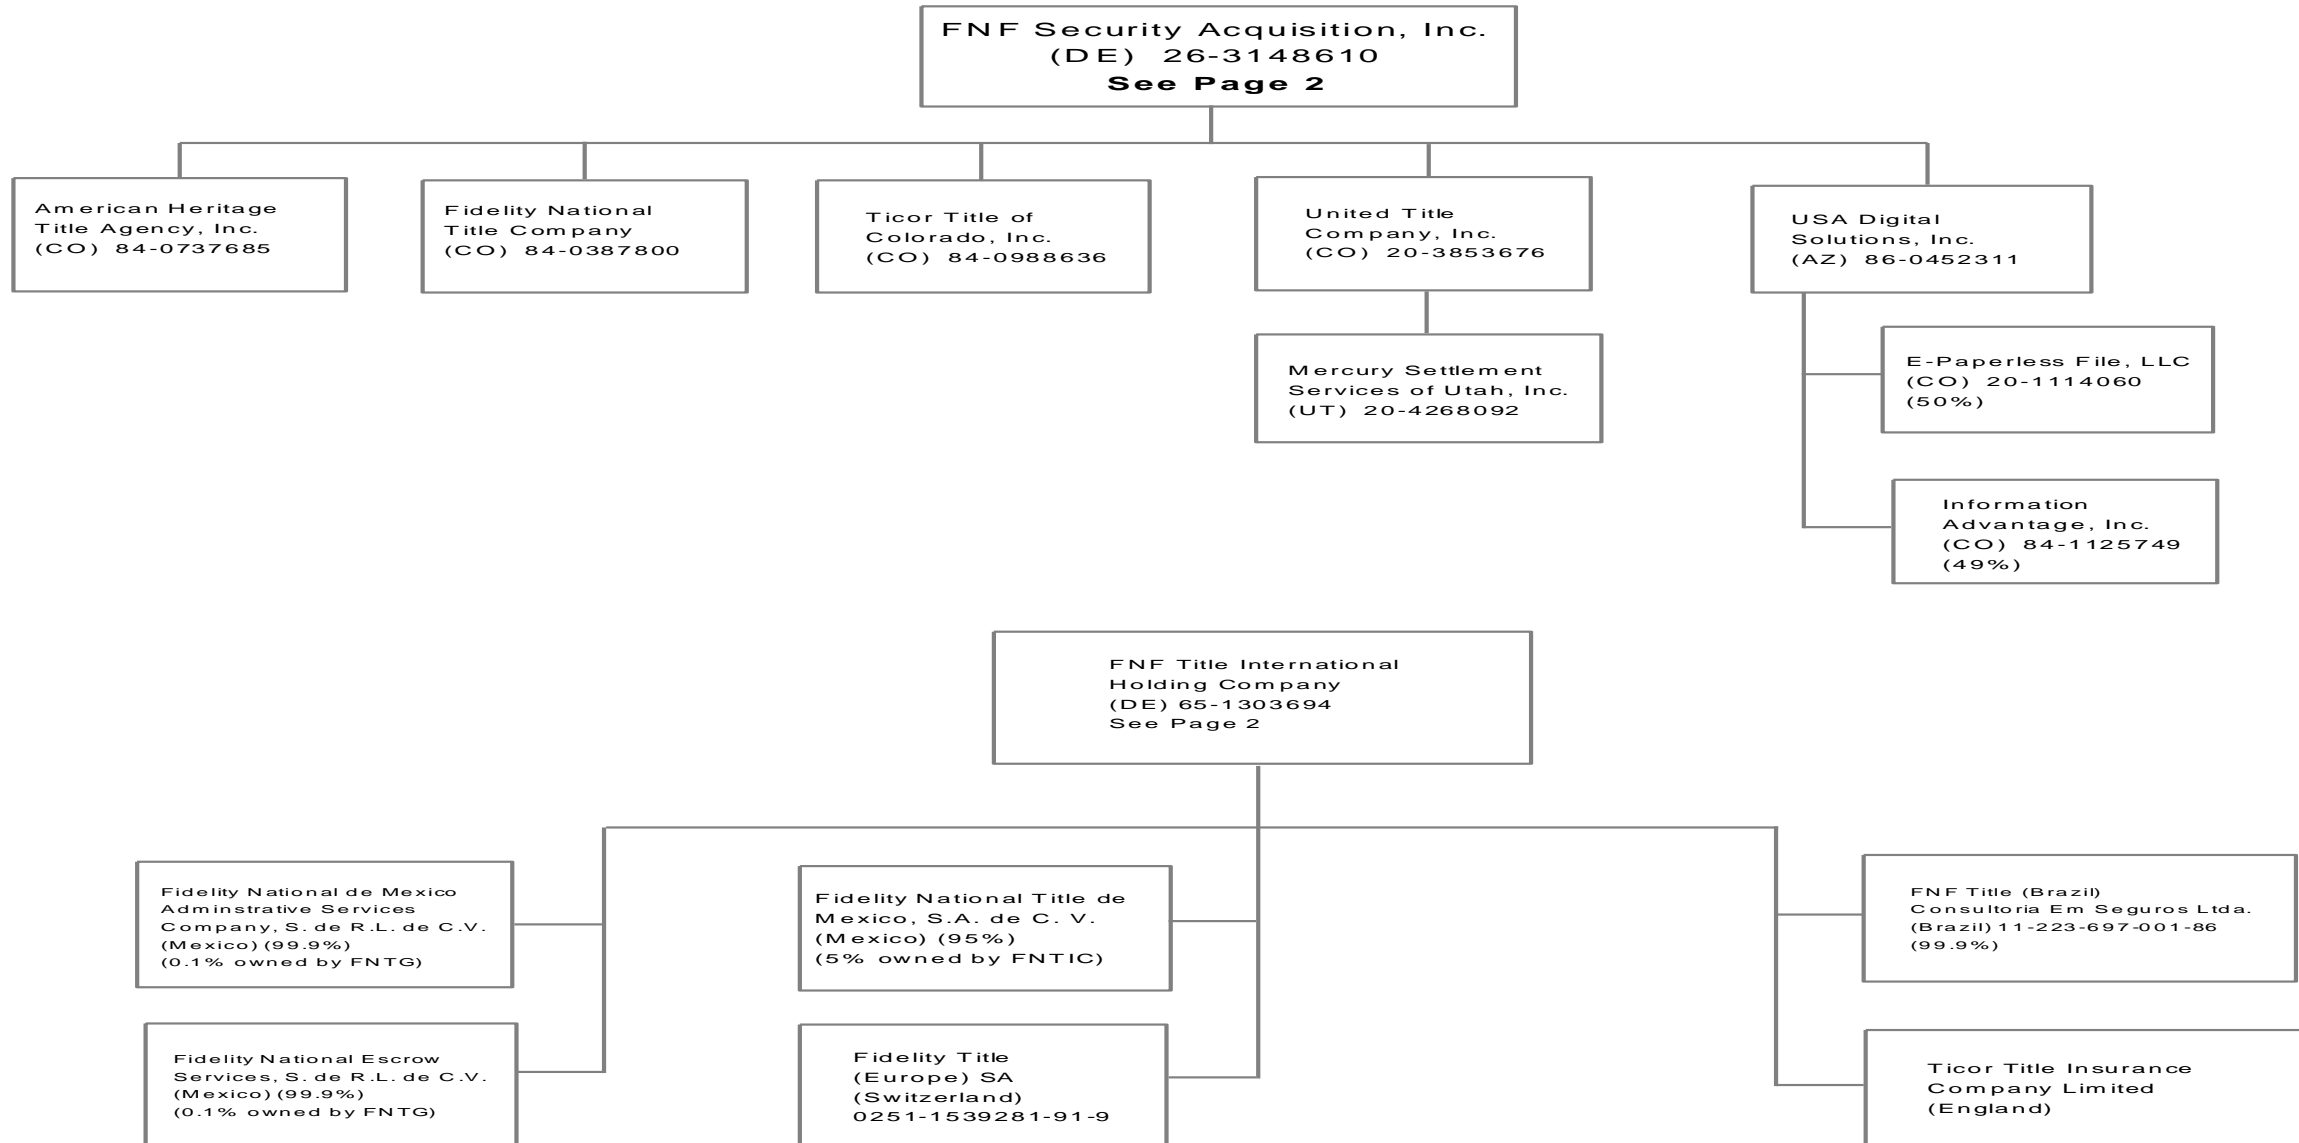 FNF Security Acquisition, Inc.
(DE) 26-3148610
See Page 2
American Heritage
Title Agency, Inc.
(CO) 84-0737685
Fidelity National
Title Company
(CO) 84-0387800
Ticor Title of
Colorado, Inc.
(CO) 84-0988636
United Title
Company, Inc.
(CO) 20-3853676
USA Digital
Solutions, Inc.
(AZ) 86-0452311
Mercury Settlement
Services of Utah, Inc.
(UT) 20-4268092
E-Paperless File, LLC
(CO) 20-1114060
(50%)
Information
Advantage, Inc.
(CO) 84-1125749
(49%)
FNF Title International
Holding Company
(DE) 65-1303694
See Page 2
Fidelity National de Mexico
Adminstrative Services
Company, S. de R.L. de C.V.
(Mexico) (99.9%)
(0.1% owned by FNTG)
Fidelity National Title de
Mexico, S.A. de C. V.
(Mexico) (95%)
(5% owned by FNTIC)
FNF Title (Brazil)
Consultoria Em Seguros Ltda.
(Brazil) 11-223-697-001-86
(99.9%)
Fidelity National Escrow
Services, S. de R.L. de C.V.
(Mexico) (99.9%)
(0.1% owned by FNTG)
Fidelity Title
(Europe) SA
(Switzerland)
0251-1539281-91-9
Ticor Title Insurance
Company Limited
(England)